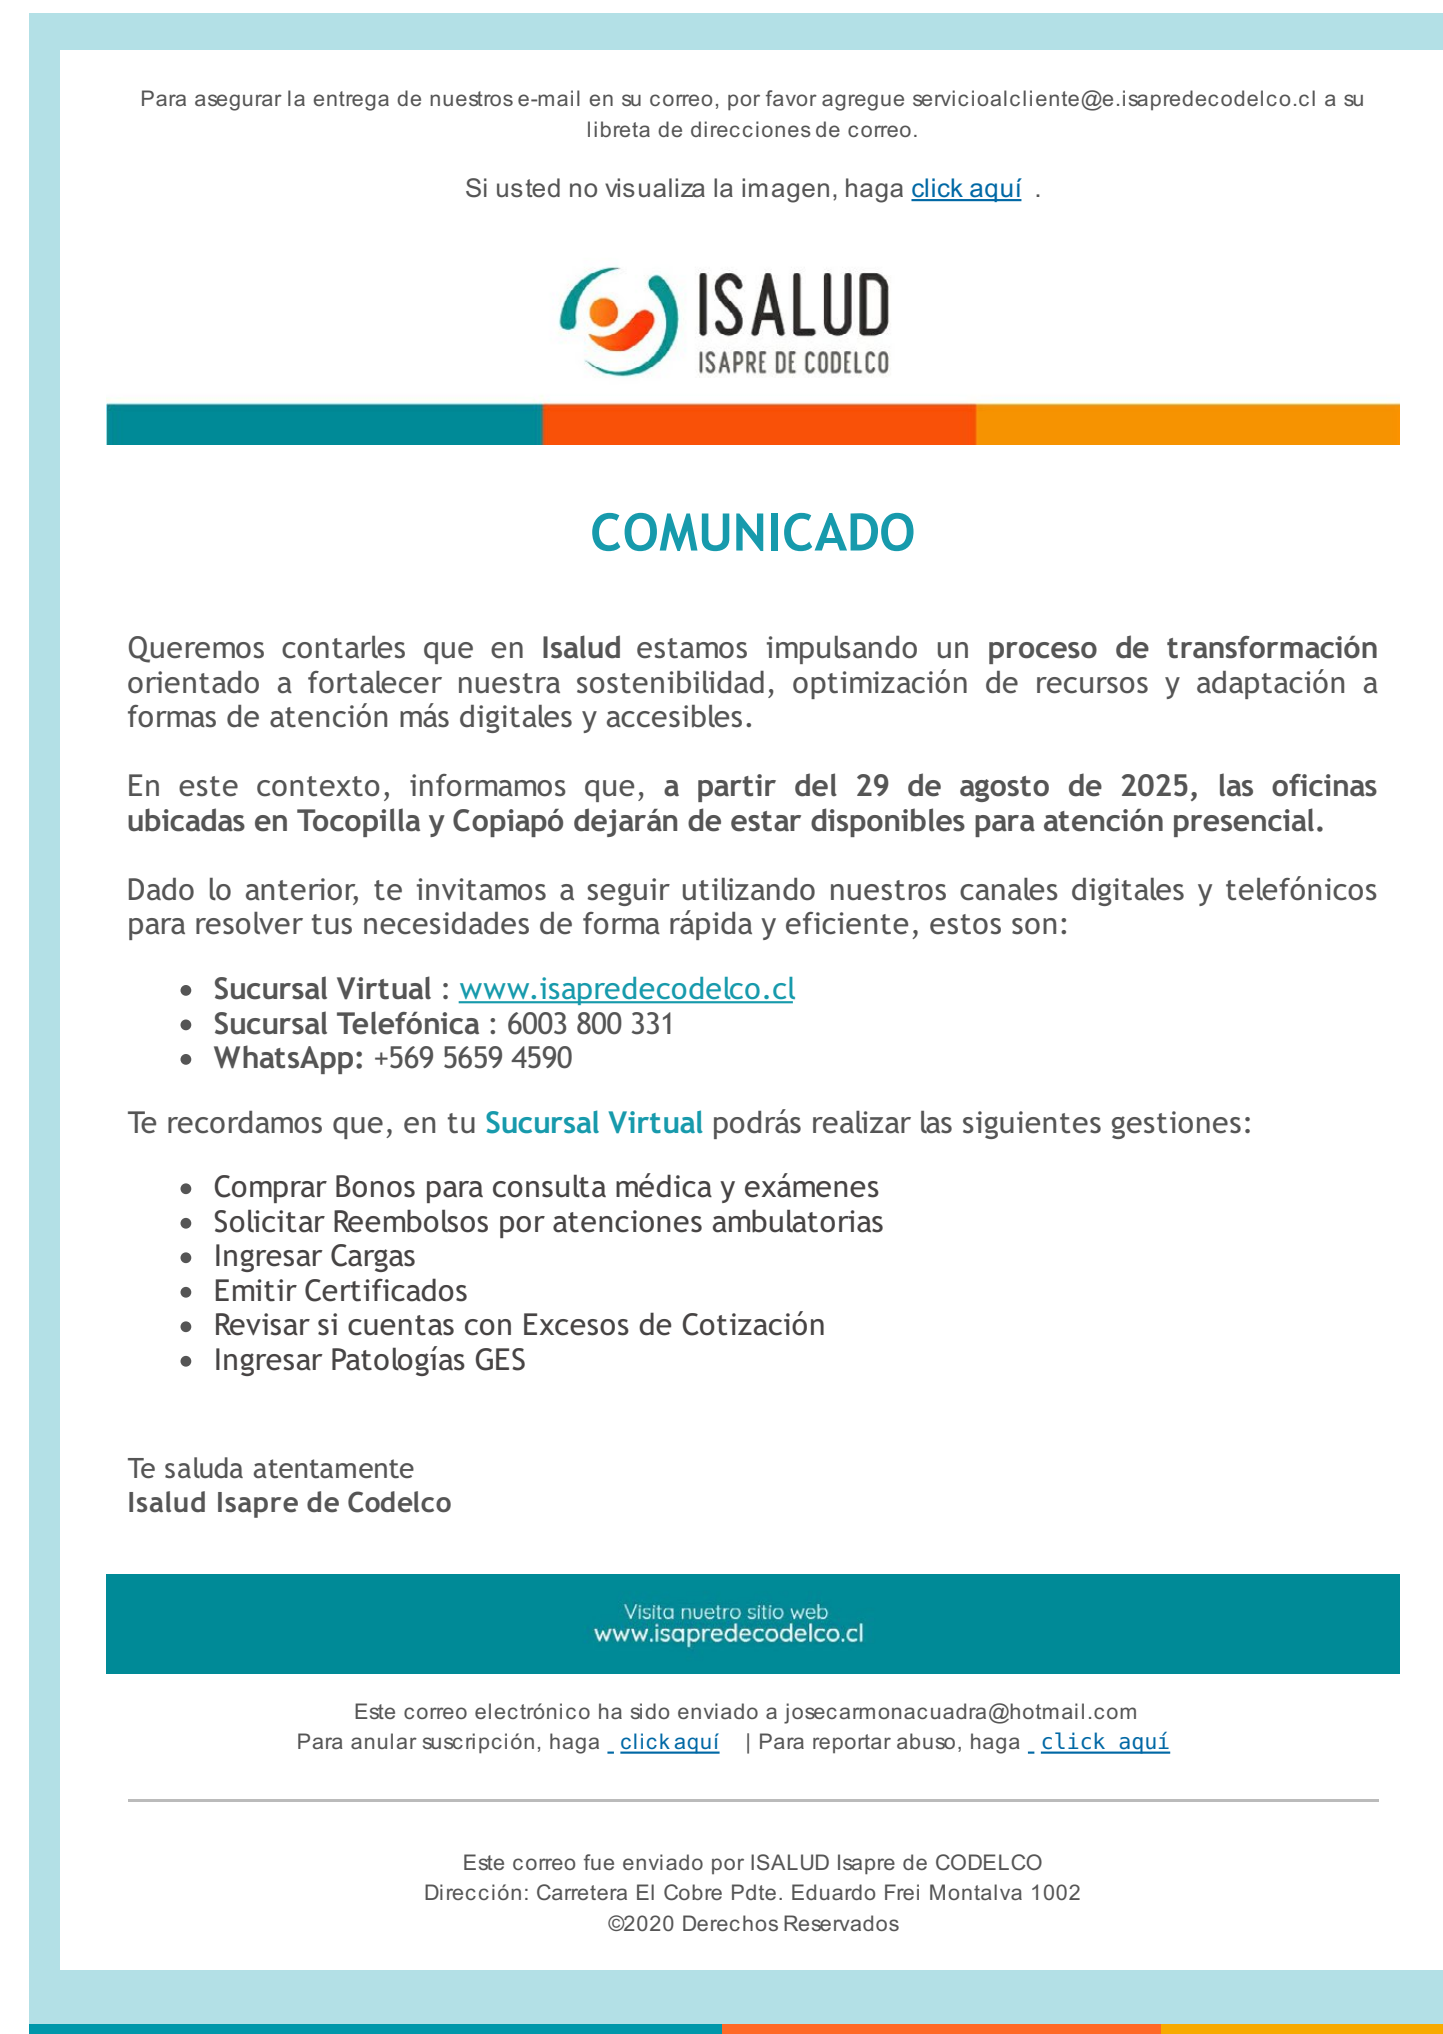 Para asegurar la entrega de nuestros e-mail en su correo, por favor agregue servicioalcliente@e.isapredecodelco.cl a su
libreta de direcciones de correo.
Si usted no visualiza la imagen, haga click aquí .
ISALUD
ISAPRE DE CODELCO
COMUNICADO
Queremos contarles que en Isalud estamos impulsando un proceso de transformación
orientado a fortalecer nuestra sostenibilidad, optimización de recursos y adaptación a
formas de atención más digitales y accesibles.
En este contexto, informamos que, a partir del 29 de agosto de 2025, las oficinas
ubicadas en Tocopilla y Copiapó dejarán de estar disponibles para atención presencial.
Dado lo anterior, te invitamos a seguir utilizando nuestros canales digitales y telefónicos
para resolver tus necesidades de forma rápida y eficiente, estos son:
• Sucursal Virtual : www.isapredecodelco.cl
• Sucursal Telefónica : 6003 800 331
• WhatsApp: +569 5659 4590
Te recordamos que, en tu Sucursal Virtual podrás realizar las siguientes gestiones:
• Comprar Bonos para consulta médica y exámenes
• Solicitar Reembolsos por atenciones ambulatorias
• Ingresar Cargas
• Emitir Certificados
• Revisar si cuentas con Excesos de Cotización
• Ingresar Patologías GES
Te saluda atentamente
Isalud Isapre de Codelco
Visita nuetro sitio web
www.isapredecodelco.cl
Este correo electrónico ha sido enviado a josecarmonacuadra@hotmail.com
Para anular suscripción, haga click aquí | Para reportar abuso, haga click aquí
Este correo fue enviado por ISALUD Isapre de CODELCO
Dirección: Carretera El Cobre Pdte. Eduardo Frei Montalva 1002
©2020 Derechos Reservados